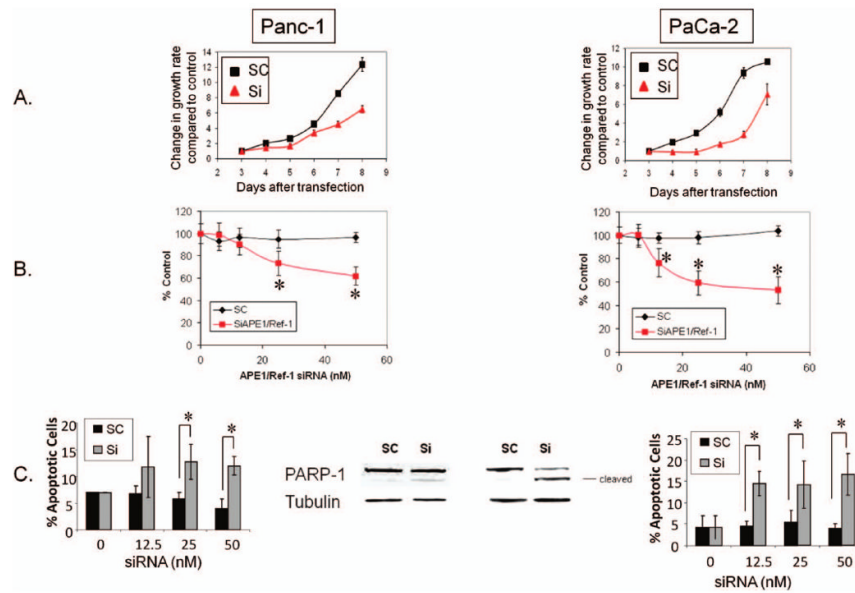 Panc-1
PaCa-2
A.
Change in growth rate
compared to control
14
12
10
8
6
4
2
0
SC
Si
2 3 4 5 6 7 8 9
Days after transfection
Change in growth rate
compared to control
12
10
8
6
4
2
0
SC
Si
2 3 4 5 6 7 8 9
Days after transfection
B.
% Control
120
100
80
60
40
20
0
* *
SC
SiAPE1/Ref-1
0 20 40 60
APE1/Ref-1 siRNA (nM)
% Control
120
100
80
60
40
20
0
* * *
SC
SiAPE1/Ref-1
0 20 40 60
APE1/Ref-1 siRNA (nM)
C.
% Apoptotic Cells
20
15
10
5
0
SC
Si
* *
0 12.5 25 50
siRNA (nM)
SC Si SC Si
PARP-1
cleaved
Tubulin
% Apoptotic Cells
25
20
15
10
5
0
SC
Si
* * *
0 12.5 25 50
siRNA (nM)